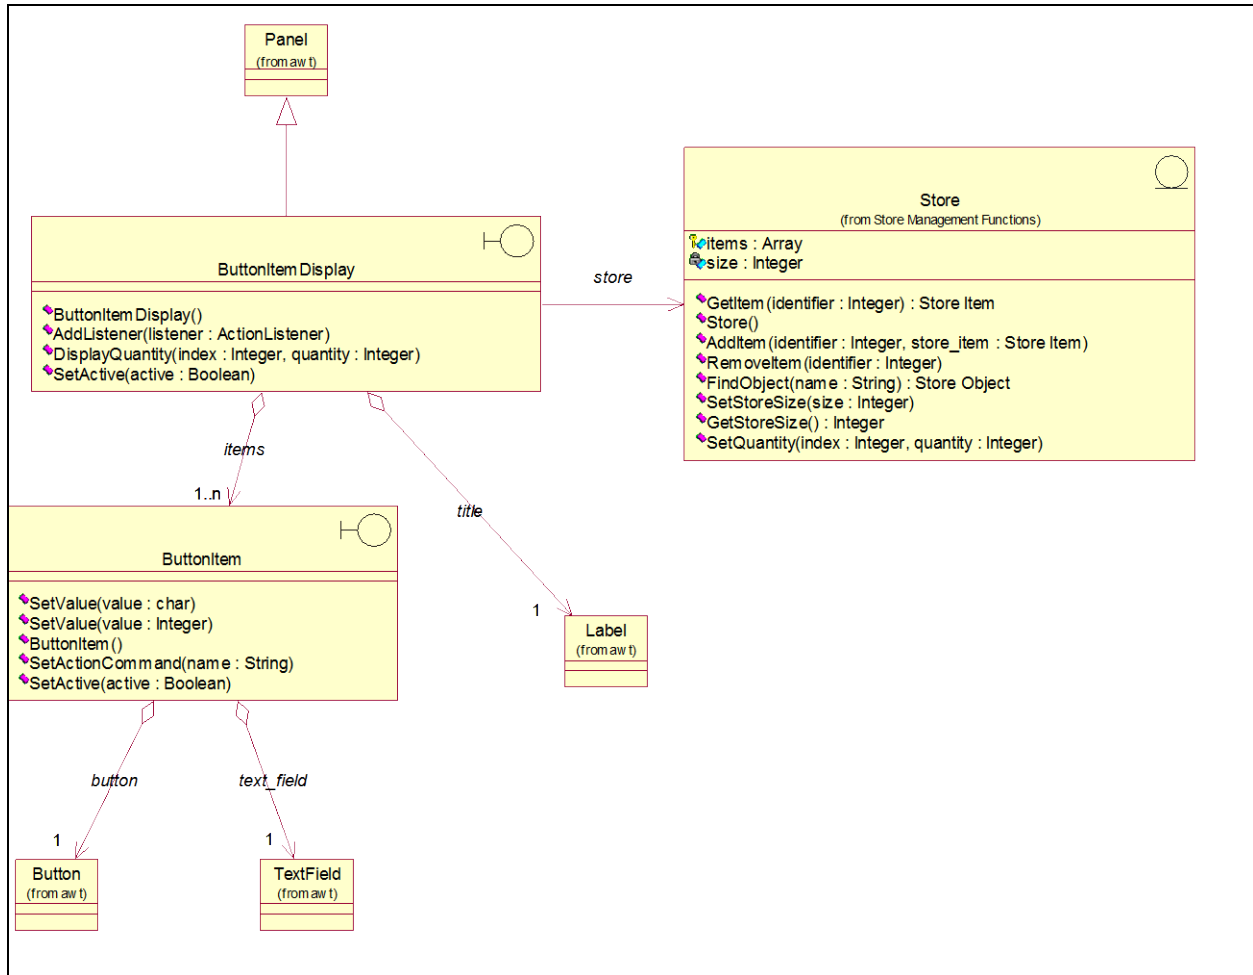 Panel
(from awt)
ButtonItem Display
ButtonItem Display()
AddListener(listener : ActionListener)
DisplayQuantity(index : Integer, quantity : Integer)
SetActive(active : Boolean)
store
Store
(from Store Management Functions)
items : Array
size : Integer
GetItem(identifier : Integer) : Store Item
Store()
AddItem(identifier : Integer, store_item : Store Item)
RemoveItem(identifier : Integer)
FindObject(name : String) : Store Object
SetStoreSize(size : Integer)
GetStoreSize() : Integer
SetQuantity(index : Integer, quantity : Integer)
items
1..n
title
1
ButtonItem
SetValue(value : char)
SetValue(value : Integer)
ButtonItem()
SetActionCommand(name : String)
SetActive(active : Boolean)
Label
(from awt)
button
text_field
1
1
Button
(from awt)
TextField
(from awt)